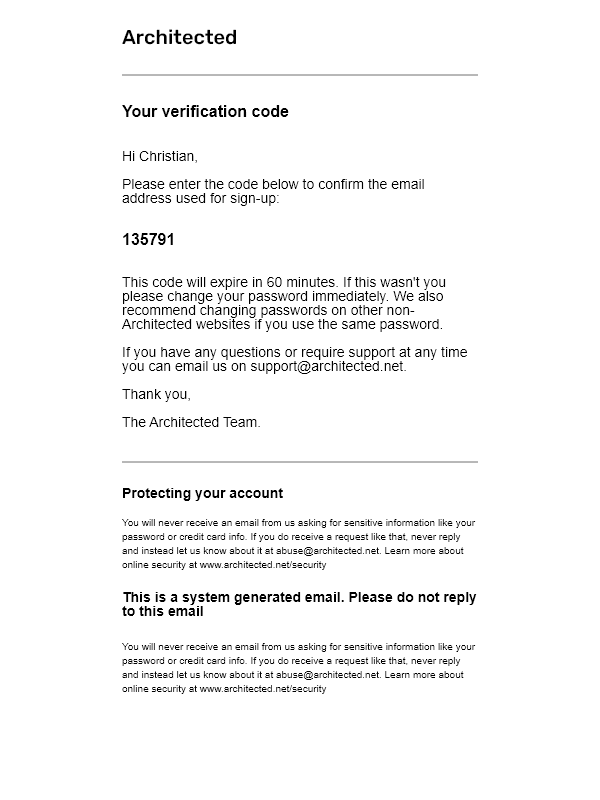 Architected
Your verification code
Hi Christian,
Please enter the code below to confirm the email
address used for sign-up:
135791
This code will expire in 60 minutes. If this wasn't you
please change your password immediately. We also
recommend changing passwords on other non-
Architected websites if you use the same password.
If you have any questions or require support at any time
you can email us on support@architected.net.
Thank you,
The Architected Team.
Protecting your account
You will never receive an email from us asking for sensitive information like your
password or credit card info. If you do receive a request like that, never reply
and instead let us know about it at abuse@architected.net. Learn more about
online security at www.architected.net/security
This is a system generated email. Please do not reply
to this email
You will never receive an email from us asking for sensitive information like your
password or credit card info. If you do receive a request like that, never reply
and instead let us know about it at abuse@architected.net. Learn more about
online security at www.architected.net/security